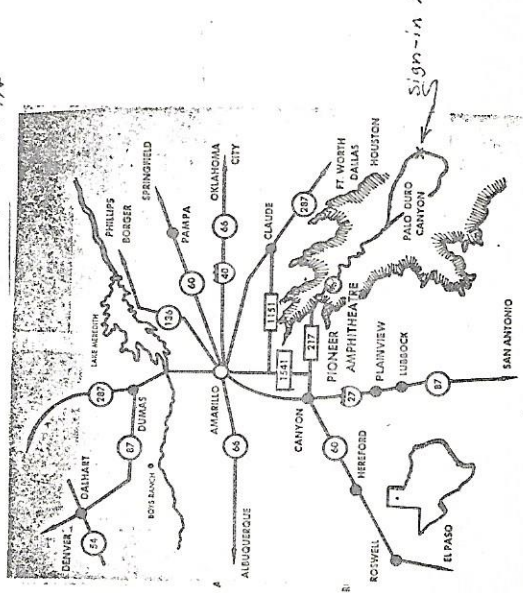 sign-in
PHILLIPS
BORGER
SPRINGFIELD
LAKE MEREDITH
PAMPA
136
60
OKLAHOMA
CITY
40
66
287
DUMAS
87
DALHART
DENVER
54
BOYS RANCH
AMARILLO
66
ALBUQUERQUE
CLAUDE
1151
287
FT WORTH
DALLAS
HOUSTON
1541
217
PIONEER
AMPHITHEATRE
PALO DURO
CANYON
CANYON
27
PLAINVIEW
LUBBOCK
87
SAN ANTONIO
60
HEREFORD
ROSWELL
EL PASO